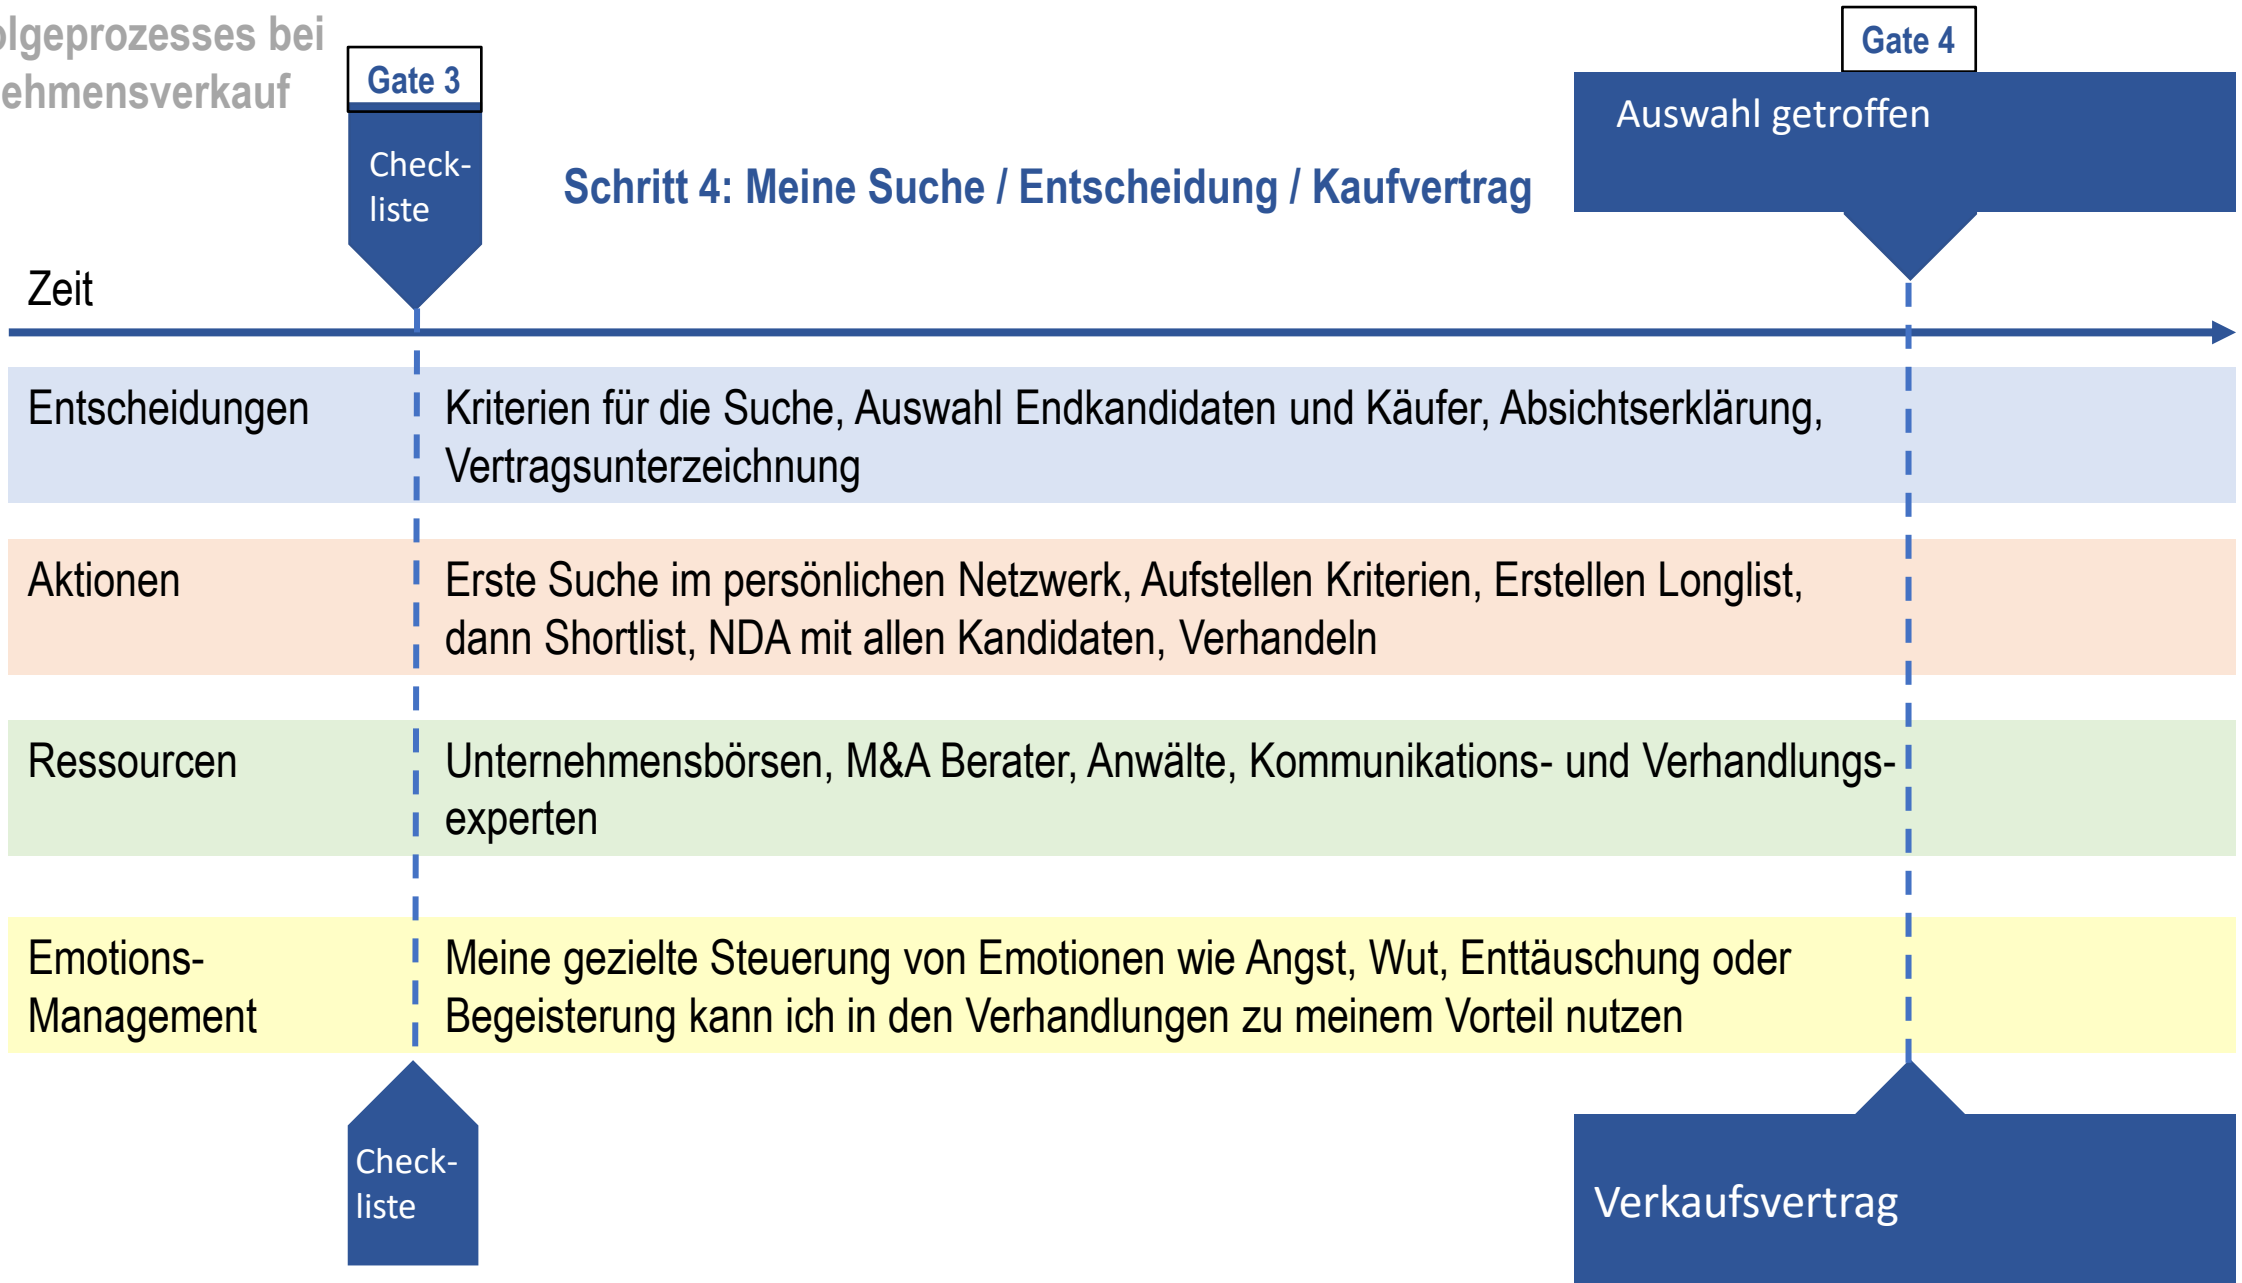 olgeprozesses bei
ehmensverkauf
Gate 3
Check-
liste
Schritt 4: Meine Suche / Entscheidung / Kaufvertrag
Gate 4
Auswahl getroffen
Zeit
Entscheidungen
Kriterien für die Suche, Auswahl Endkandidaten und Käufer, Absichtserklärung,
Vertragsunterzeichnung
Aktionen
Erste Suche im persönlichen Netzwerk, Aufstellen Kriterien, Erstellen Longlist,
dann Shortlist, NDA mit allen Kandidaten, Verhandeln
Ressourcen
Unternehmensbörsen, M&A Berater, Anwälte, Kommunikations- und Verhandlungs-
experten
Emotions-
Management
Meine gezielte Steuerung von Emotionen wie Angst, Wut, Enttäuschung oder
Begeisterung kann ich in den Verhandlungen zu meinem Vorteil nutzen
Check-
liste
Verkaufsvertrag